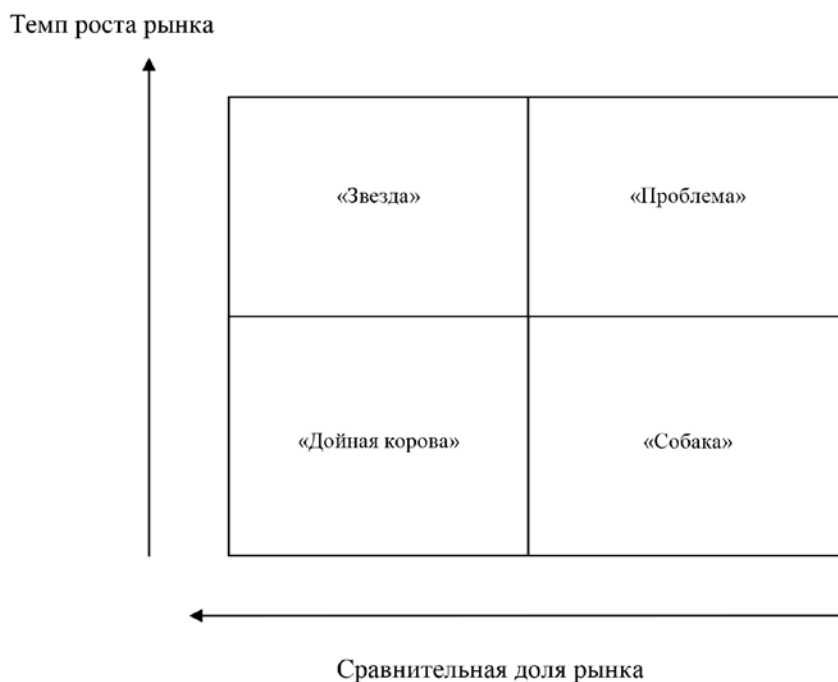 Темп роста рынка
«Звезда»
«Проблема»
«Дойная корова»
«Собака»
Сравнительная доля рынка